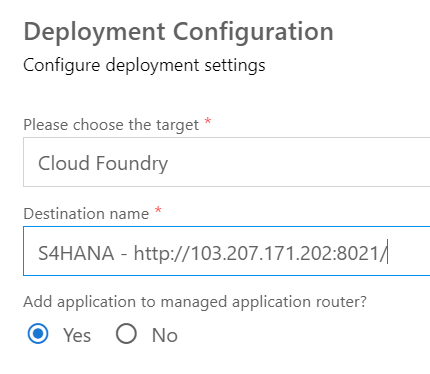 Deployment Configuration
Configure deployment settings
Please choose the target *
Cloud Foundry
Destination name *
S4HANA - http://103.207.171.202:8021/
Add application to managed application router?
Yes No